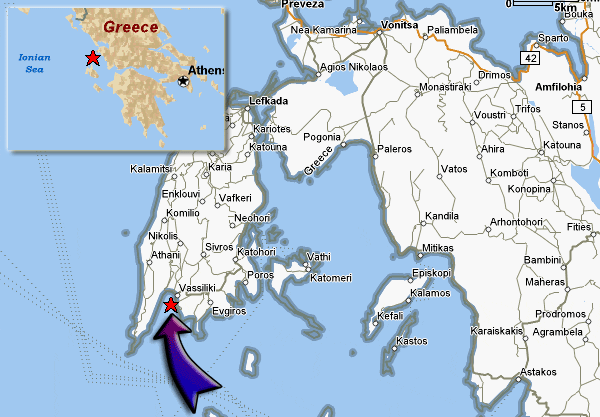 Greece
Ionian
Sea
Athens
Preveza
5km
Bouka
Nea Kamarina
Vonitsa
Paliambela
Sparto
42
Agios Nikolaos
Drimos
Amfilohia
Monastiraki
5
Lefkada
Voustri
Trifos
Kariotes
Pogonia
Stanos
Katouna
Greece
Paleros
Ahira
Katouna
Karia
Kalamitsi
Vatos
Komboti
Enklouvi
Konopina
Vafkeri
Komilio
Neohori
Kandila
Arhontohori
Fities
Nikolis
Sivros
Katohori
Mitikas
Athani
Vathi
Bambini
Katomeri
Episkopi
Poros
Maheras
Vassiliki
Kalamos
Evgiros
Kefali
Prodromos
Karaiskakis
Agrambela
Kastos
Astakos